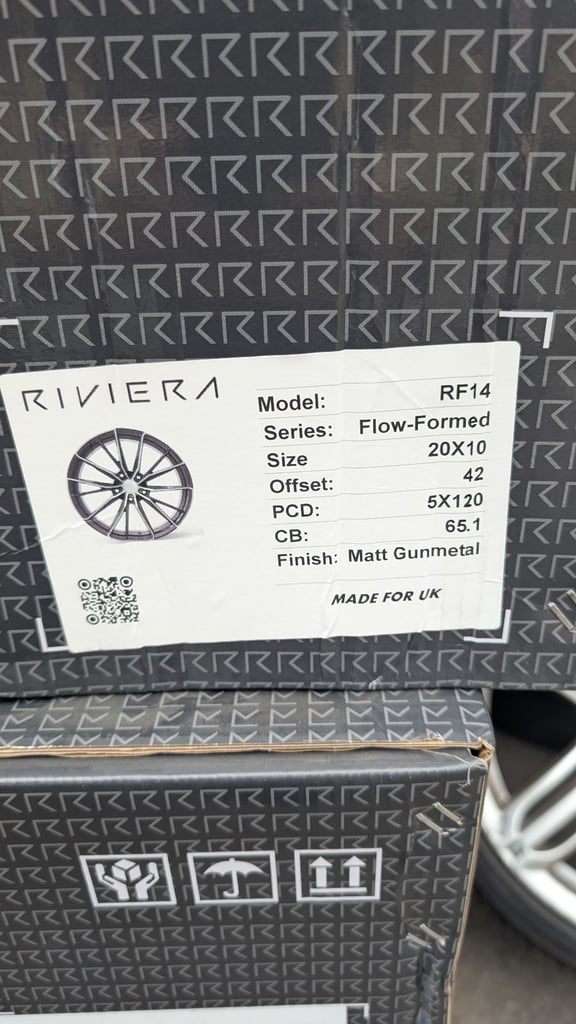 RIVIERA
Model: RF14
Series: Flow-Formed
Size 20X10
Offset: 42
PCD: 5X120
CB: 65.1
Finish: Matt Gunmetal
MADE FOR UK